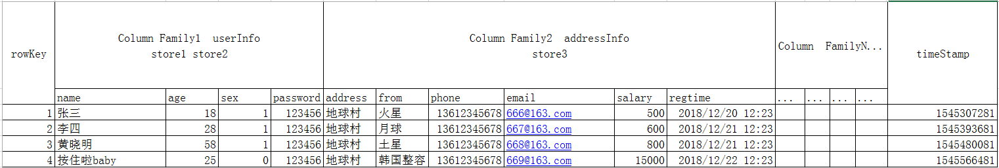 Column Family1 userInfo
store1 store2
Column Family2 addressInfo
store3
Column FamilyN...
rowKey
timeStamp
name age sex password address from phone email salary regtime ... ... ... ...
1 张三 18 1 123456 地球村 火星 13612345678 666@163.com 500 2018/12/20 12:23 1545307281
2 李四 28 1 123456 地球村 月球 13612345678 667@163.com 600 2018/12/21 12:23 1545393681
3 黄晓明 58 1 123456 地球村 土星 13612345678 668@163.com 800 2018/12/21 12:23 1545480081
4 按住啦baby 25 0 123456 地球村 韩国整容 13612345678 669@163.com 15000 2018/12/22 12:23 1545566481